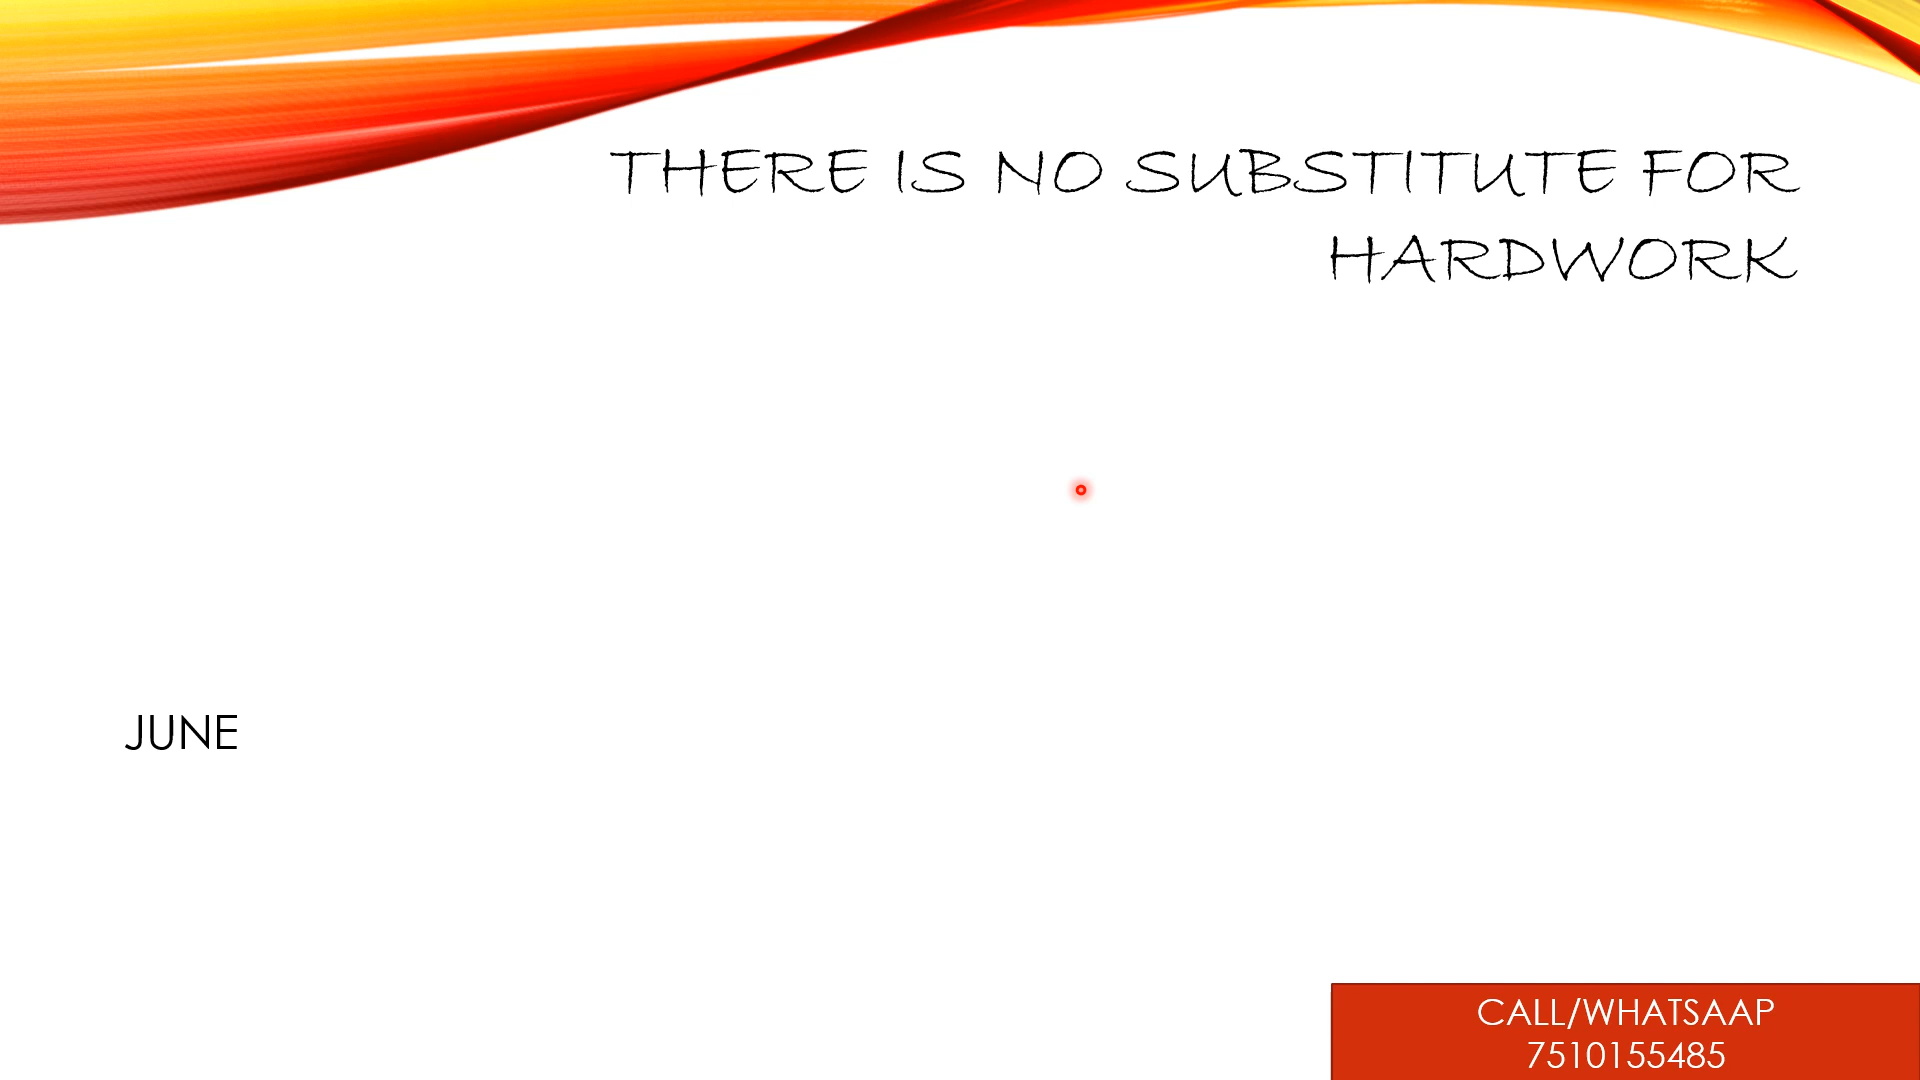 THERE IS NO SUBSTITUTE FOR
HARDWORK
JUNE
CALL/WHATSAAP
7510155485